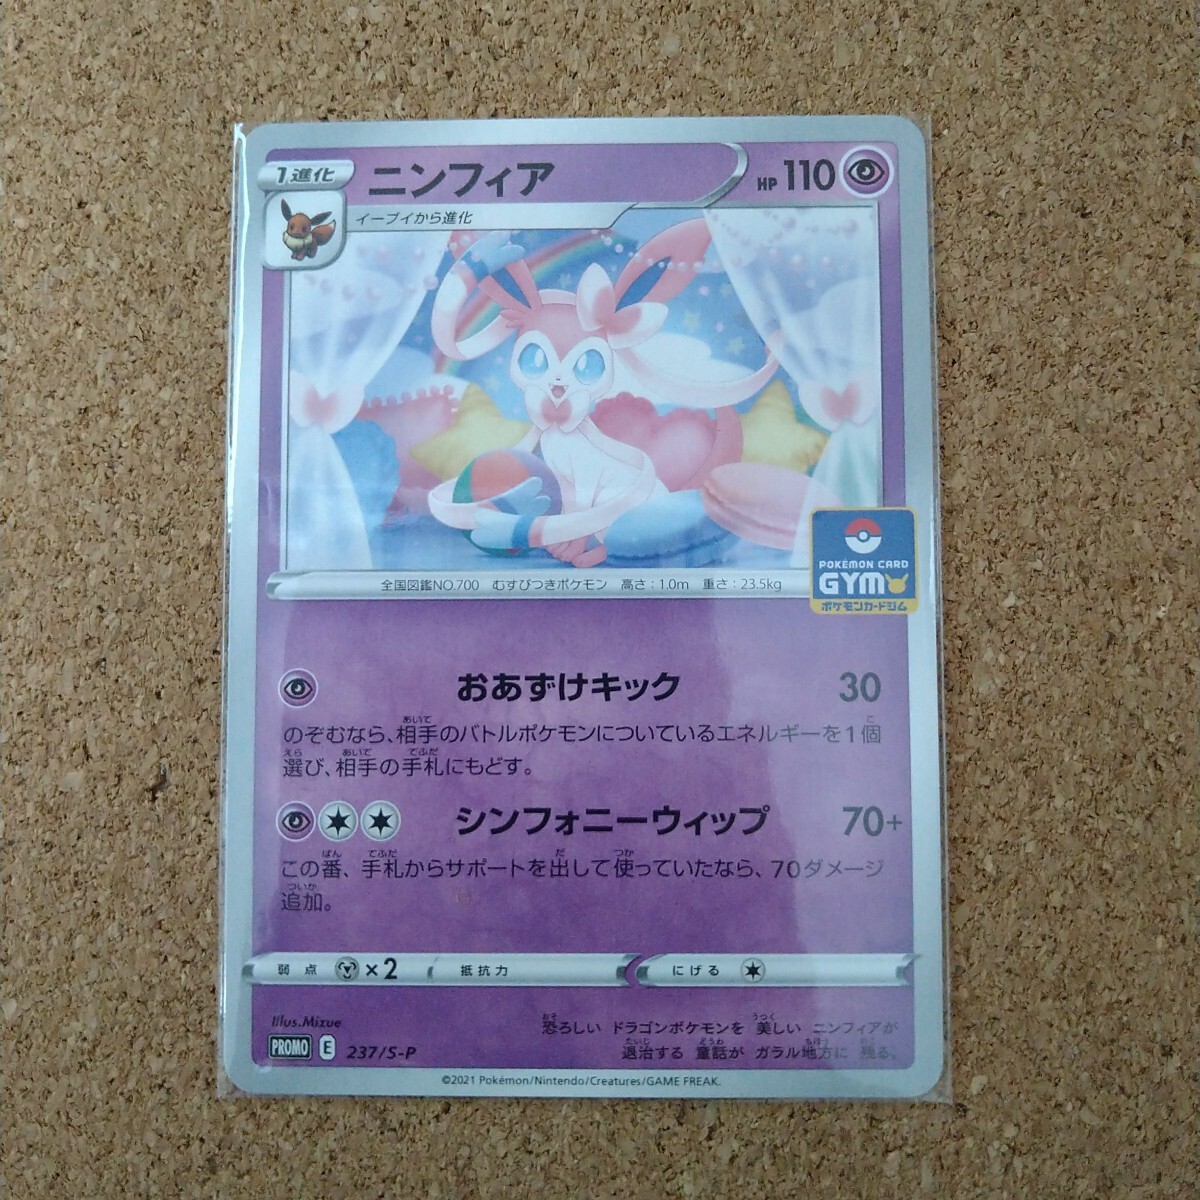 1進化
ニンフィア
HP 110
イーブイから進化
全国図鑑NO.700 むすびつきポケモン 高さ:1.0m 重さ:23.5kg
POKÉMON CARD
GYM
ポケモンカードジム
おあずけキック 30
のぞむなら、相手のバトルポケモンについているエネルギーを1個
選び、相手の手札にもどす。
シンフォニーウィップ 70+
この番、手札からサポートを出して使っていたなら、70ダメージ
追加。
弱点 ×2 抵抗力 にげる
Illus.Mizue
恐ろしい ドラゴンポケモンを 美しい ニンフィアが
退治する 童話が ガラル地方に 残る。
PROMO E 237/S-P
©2021 Pokémon/Nintendo/Creatures/GAME FREAK.